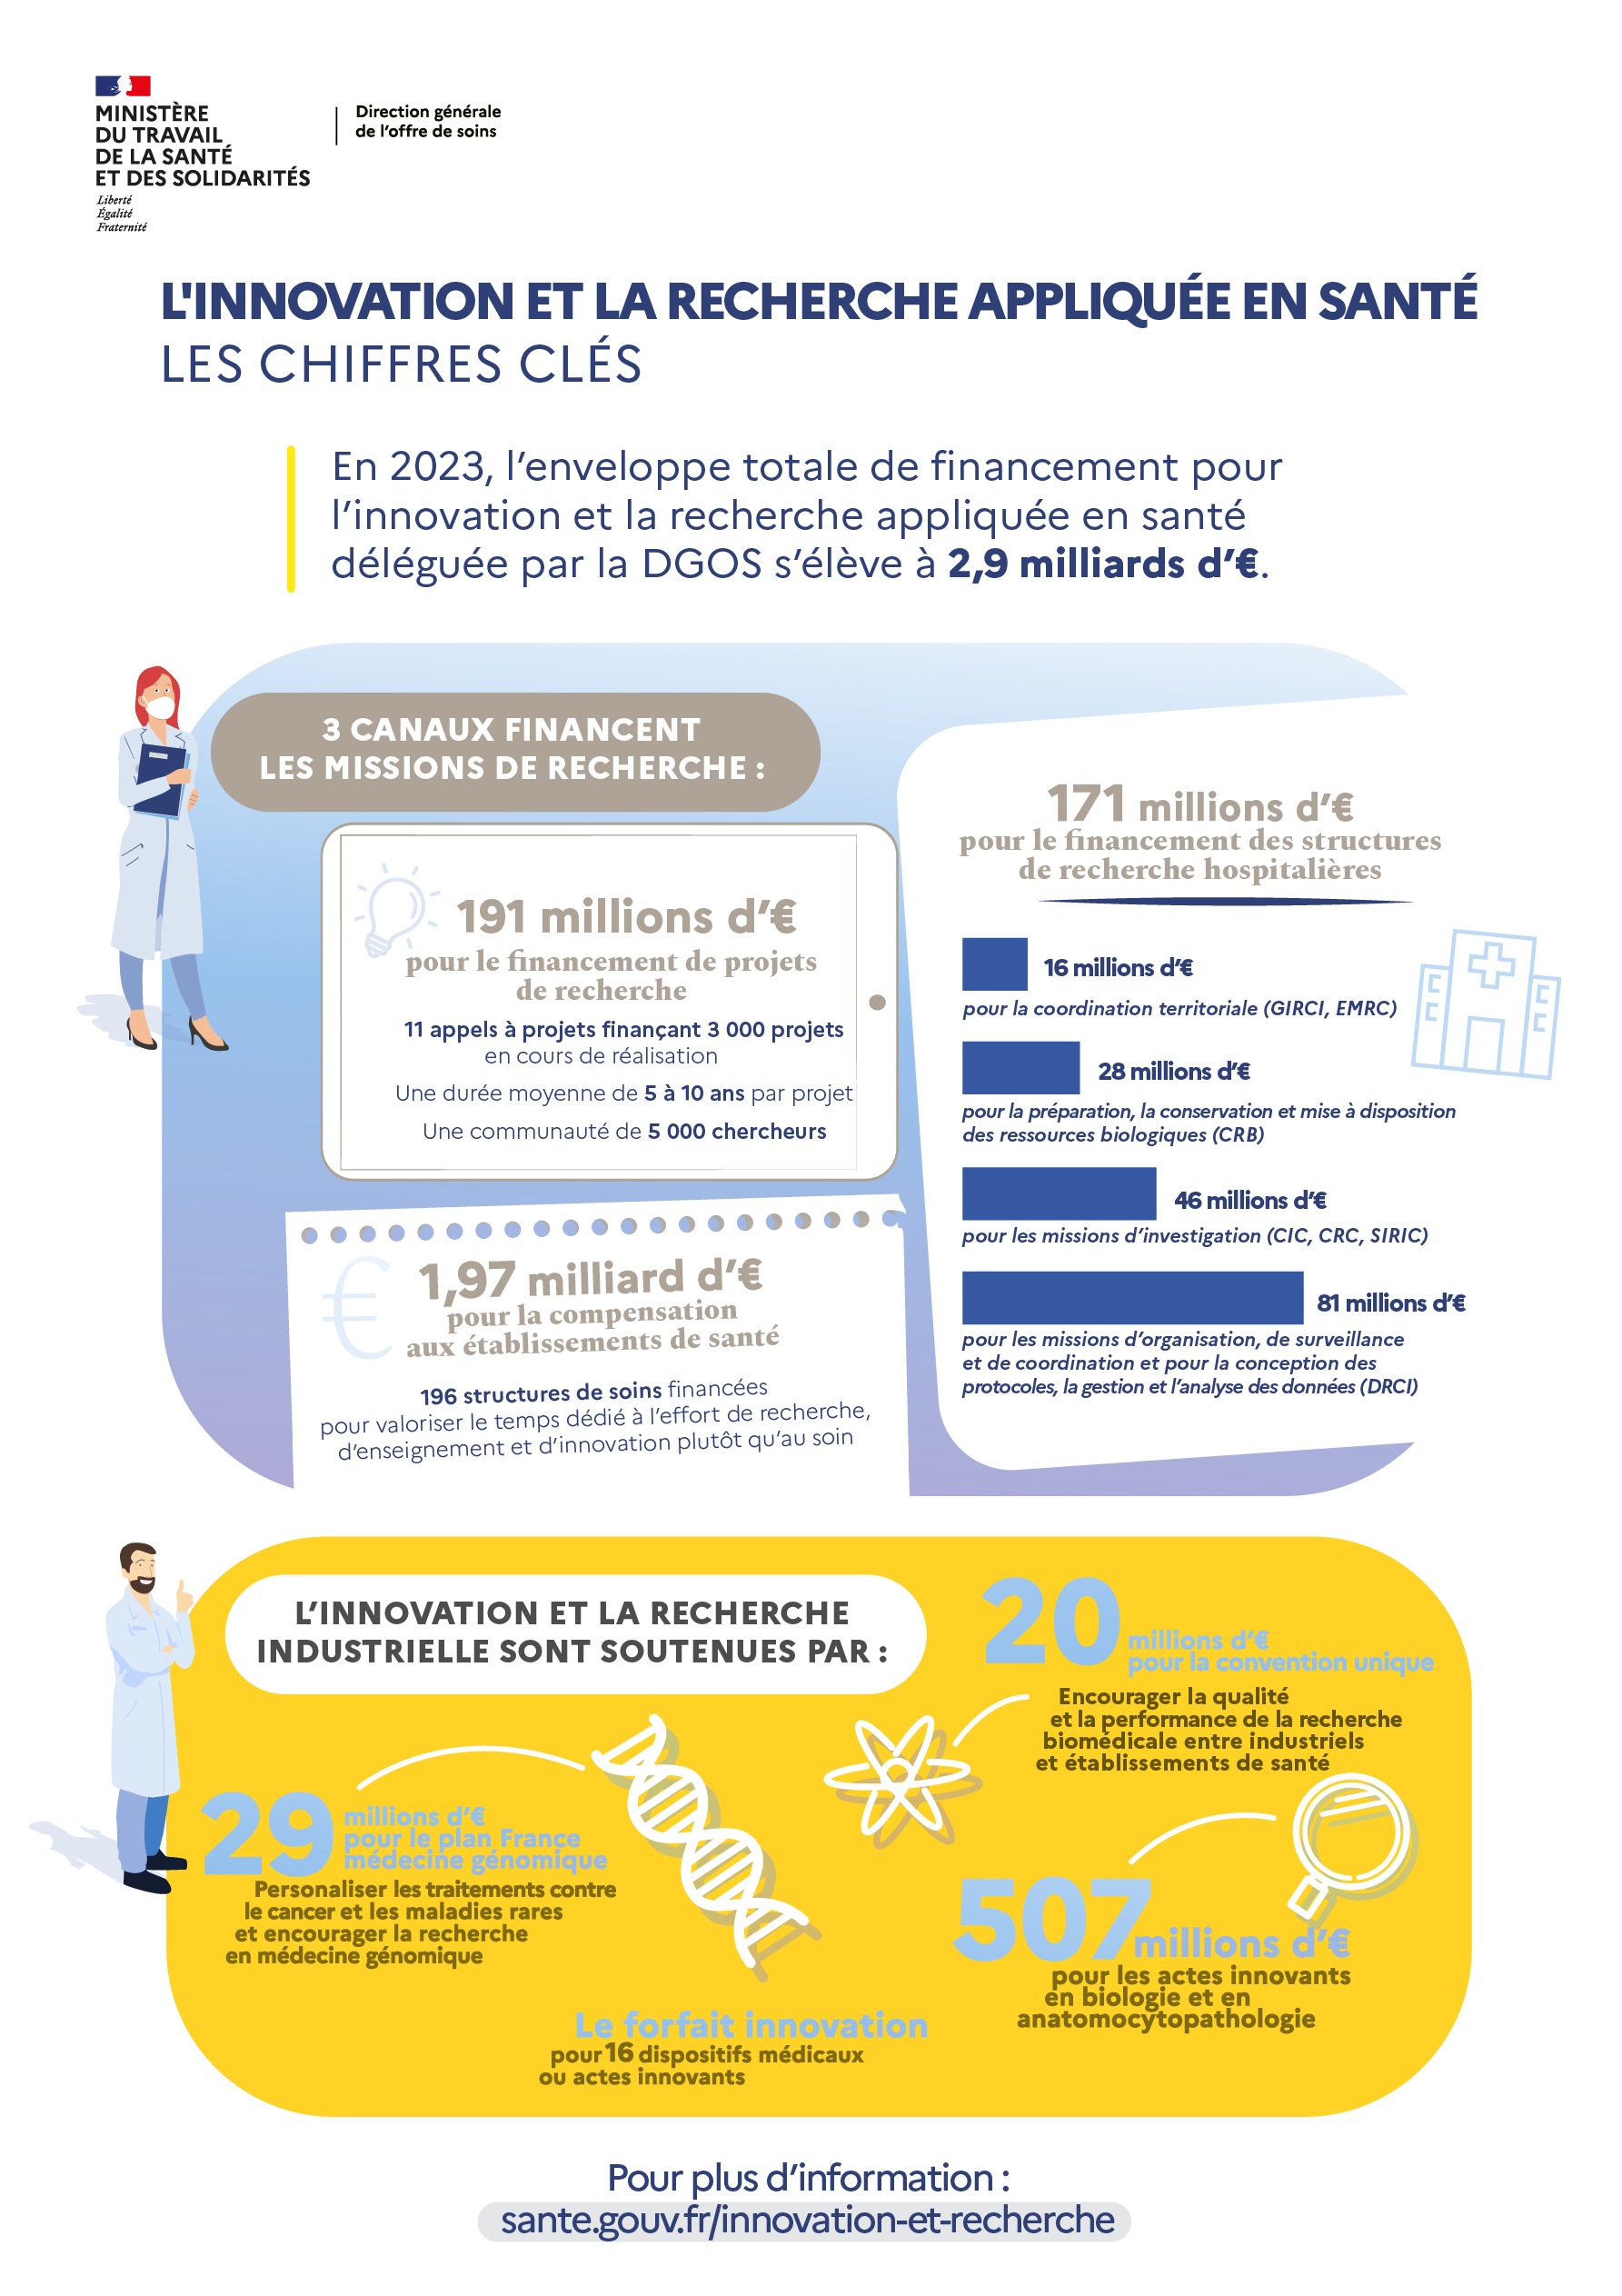 MINISTÈRE
DU TRAVAIL
DE LA SANTÉ
ET DES SOLIDARITÉS
Liberté
Égalité
Fraternité
Direction générale
de l'offre de soins
L'INNOVATION ET LA RECHERCHE APPLIQUÉE EN SANTÉ
LES CHIFFRES CLÉS
En 2023, l'enveloppe totale de financement pour
l'innovation et la recherche appliquée en santé
déléguée par la DGOS s'élève à 2,9 milliards d'€.
3 CANAUX FINANCENT
LES MISSIONS DE RECHERCHE :
191 millions d'€
pour le financement de projets
de recherche
11 appels à projets finançant 3 000 projets
en cours de réalisation
Une durée moyenne de 5 à 10 ans par projet
Une communauté de 5 000 chercheurs
€
1,97 milliard d'€
pour la compensation
aux établissements de santé
196 structures de soins financées
pour valoriser le temps dédié à l'effort de recherche,
d'enseignement et d'innovation plutôt qu'au soin
171 millions d'€
pour le financement des structures
de recherche hospitalières
16 millions d'€
pour la coordination territoriale (GIRCI, EMRC)
28 millions d'€
pour la préparation, la conservation et mise à disposition
des ressources biologiques (CRB)
46 millions d'€
pour les missions d'investigation (CIC, CRC, SIRIC)
81 millions d'€
pour les missions d'organisation, de surveillance
et de coordination et pour la conception des
protocoles, la gestion et l'analyse des données (DRCI)
L'INNOVATION ET LA RECHERCHE
INDUSTRIELLE SONT SOUTENUES PAR :
20 millions d'€
pour la convention unique
Encourager la qualité
et la performance de la recherche
biomédicale entre industriels
et établissements de santé
29 millions d'€
pour le plan France
médecine génomique
Personaliser les traitements contre
le cancer et les maladies rares
et encourager la recherche
en médecine génomique
507 millions d'€
pour les actes innovants
en biologie et en
anatomocytopathologie
Le forfait innovation
pour 16 dispositifs médicaux
ou actes innovants
Pour plus d'information :
sante.gouv.fr/innovation-et-recherche